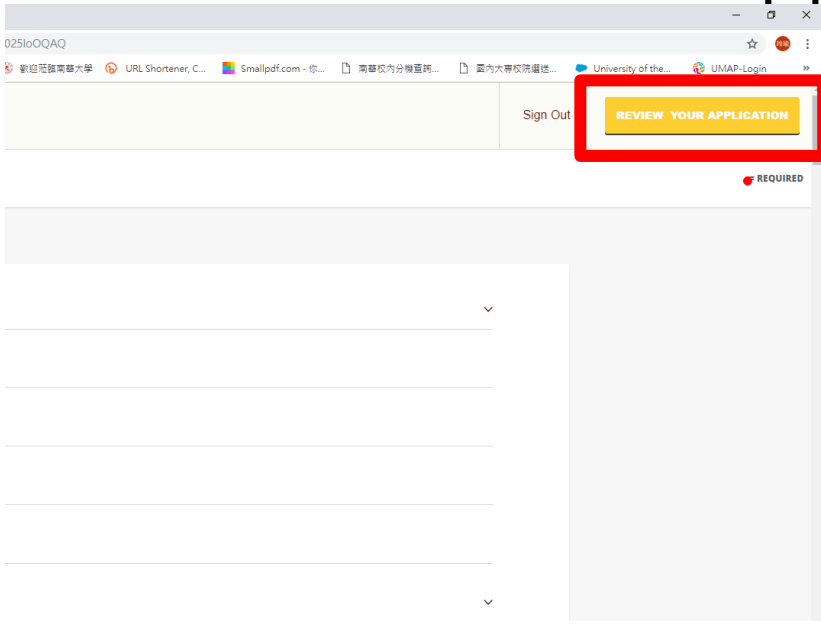 025IoOQAQ
歡迎蒞臨南華大學 URL Shortener, C... Smallpdf.com - 你... 南華校內分機查詢... 國內大專校院選送... University of the... UMAP-Login »
Sign Out REVIEW YOUR APPLICATION
= REQUIRED